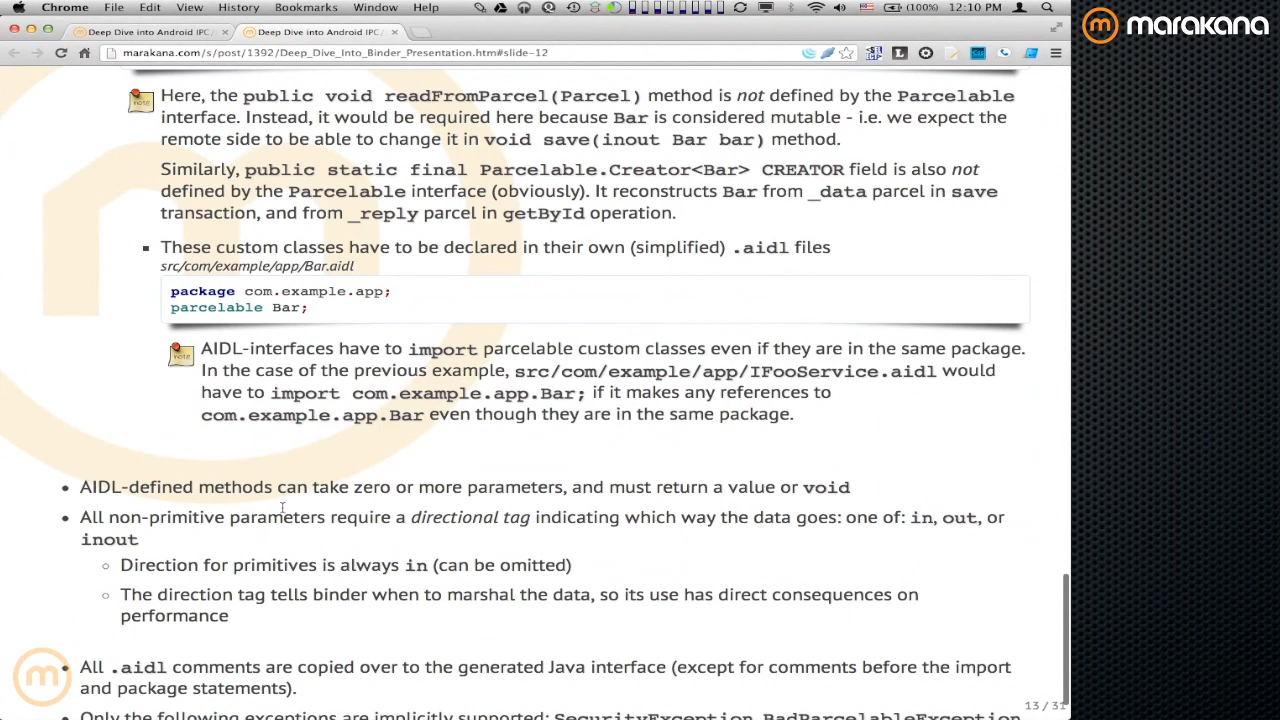 Chrome File Edit View History Bookmarks Window Help (100%) 12:10 PM
marakana
Deep Dive into Android IPC/ × Deep Dive into Android IPC/ ×
marakana.com/s/post/1392/Deep_Dive_Into_Binder_Presentation.htm#slide-12
Here, the public void readFromParcel(Parcel) method is not defined by the Parcelable
interface. Instead, it would be required here because Bar is considered mutable - i.e. we expect the
remote side to be able to change it in void save(inout Bar bar) method.
Similarly, public static final Parcelable.Creator<Bar> CREATOR field is also not
defined by the Parcelable interface (obviously). It reconstructs Bar from _data parcel in save
transaction, and from _reply parcel in getById operation.
These custom classes have to be declared in their own (simplified) .aidl files
src/com/example/app/Bar.aidl
package com.example.app;
parcelable Bar;
AIDL-interfaces have to import parcelable custom classes even if they are in the same package.
In the case of the previous example, src/com/example/app/IFooService.aidl would
have to import com.example.app.Bar; if it makes any references to
com.example.app.Bar even though they are in the same package.
AIDL-defined methods can take zero or more parameters, and must return a value or void
All non-primitive parameters require a directional tag indicating which way the data goes: one of: in, out, or
inout
Direction for primitives is always in (can be omitted)
The direction tag tells binder when to marshal the data, so its use has direct consequences on
performance
All .aidl comments are copied over to the generated Java interface (except for comments before the import
and package statements).
13 / 31
Only the following exceptions are implicitly supported: SecurityException, BadParcelableException